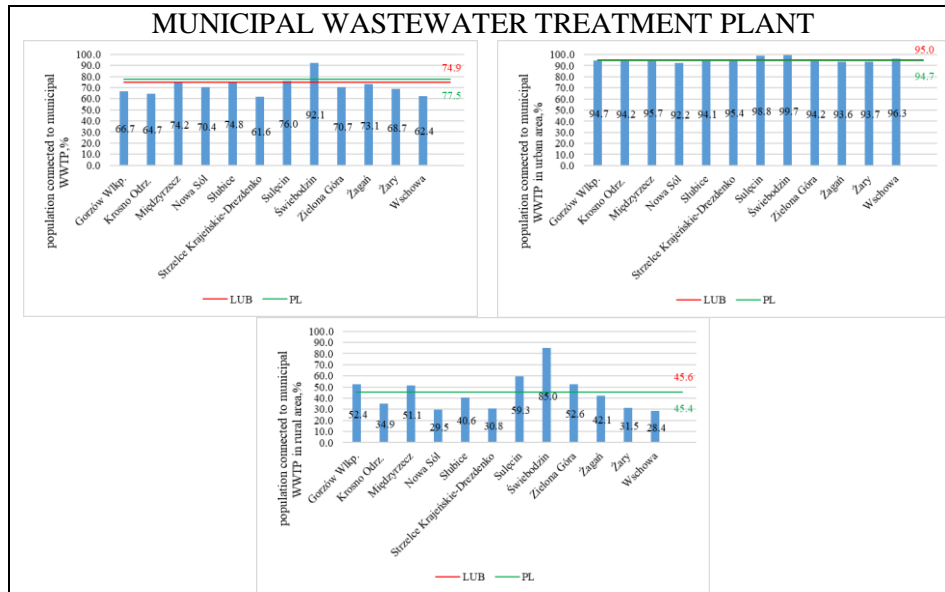 MUNICIPAL WASTEWATER TREATMENT PLANT
population connected to municipal
WWTP,%
100.0
90.0
80.0
70.0
60.0
50.0
40.0
30.0
20.0
10.0
0.0
74.9
77.5
66.7
64.7
74.2
70.4
74.8
61.6
76.0
92.1
70.7
73.1
68.7
62.4
Gorzów Wlkp.
Krosno Odrz.
Międzyrzecz
Nowa Sól
Słubice
Strzelce Krajeńskie-Drezdenko
Sulęcin
Świebodzin
Zielona Góra
Żagań
Żary
Wschowa
LUB
PL
population connected to municipal
WWTP in urban area,%
100.0
90.0
80.0
70.0
60.0
50.0
40.0
30.0
20.0
10.0
0.0
95.0
94.7
94.7
94.2
95.7
92.2
94.1
95.4
98.8
99.7
94.2
93.6
93.7
96.3
Gorzów Wlkp.
Krosno Odrz.
Międzyrzecz
Nowa Sól
Słubice
Strzelce Krajeńskie-Drezdenko
Sulęcin
Świebodzin
Zielona Góra
Żagań
Żary
Wschowa
LUB
PL
population connected to municipal
WWTP in rural area,%
100.0
90.0
80.0
70.0
60.0
50.0
40.0
30.0
20.0
10.0
0.0
45.6
45.4
52.4
34.9
51.1
29.5
40.6
30.8
59.3
85.0
52.6
42.1
31.5
28.4
Gorzów Wlkp.
Krosno Odrz.
Międzyrzecz
Nowa Sól
Słubice
Strzelce Krajeńskie-Drezdenko
Sulęcin
Świebodzin
Zielona Góra
Żagań
Żary
Wschowa
LUB
PL